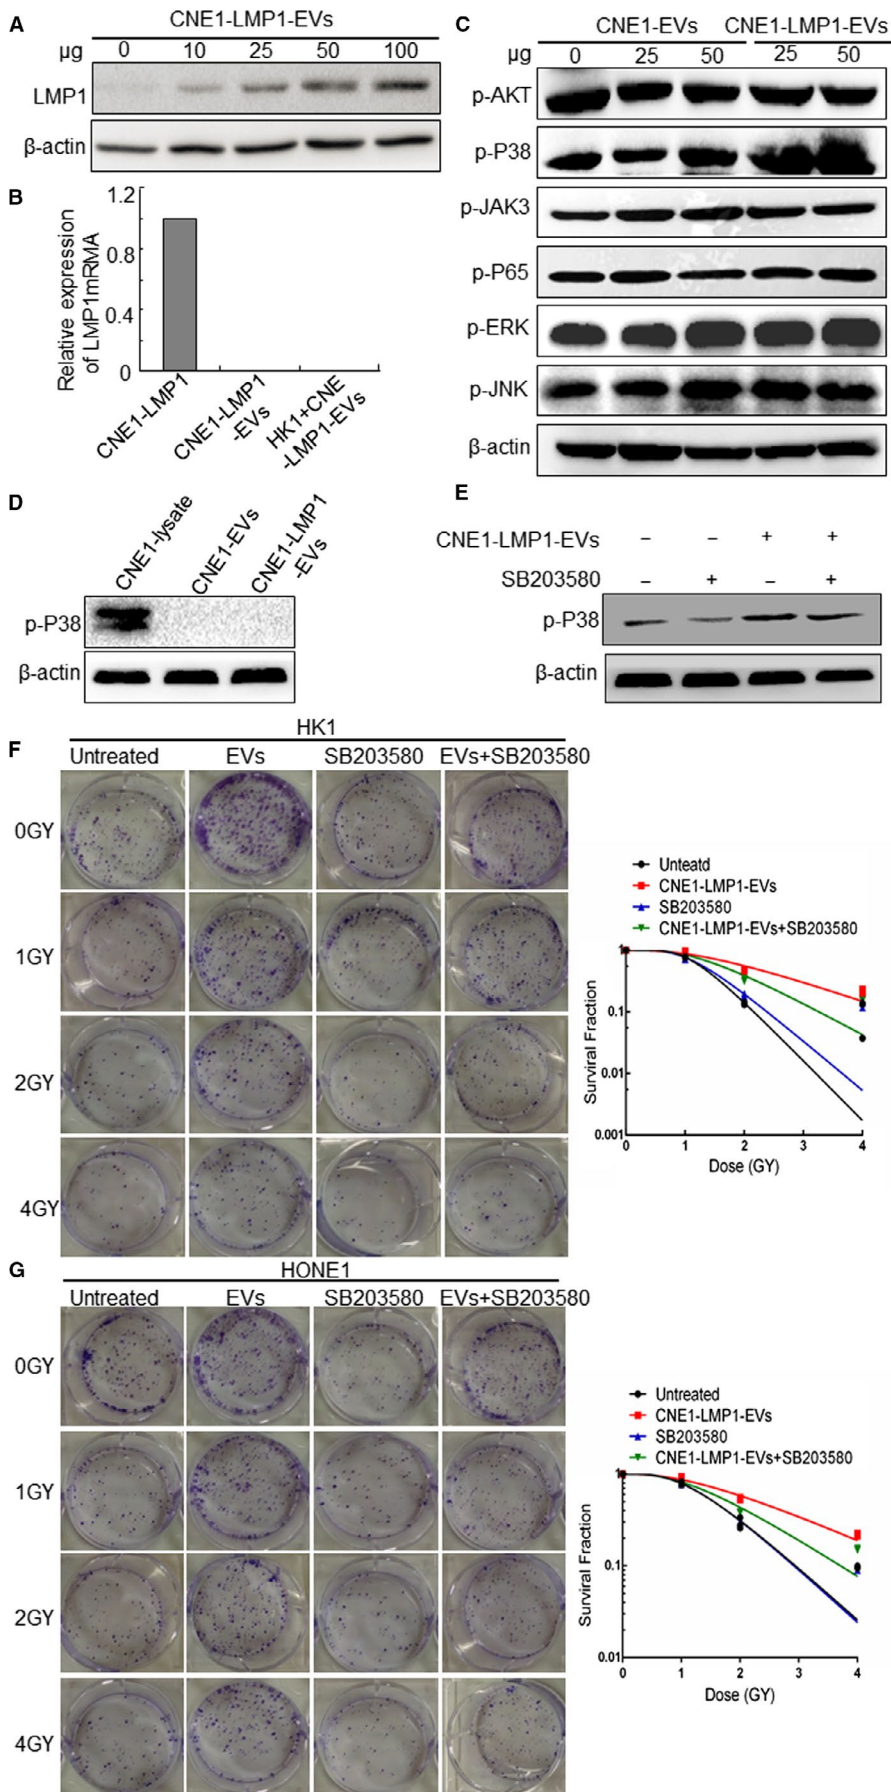 A
CNE1-LMP1-EVs
μg 0 10 25 50 100
LMP1
β-actin
B
Relative expression
of LMP1mRMA
1.2
0.8
0.4
0
CNE1-LMP1
CNE1-LMP1
-EVs
HK1+CNE
-LMP1-EVs
C
CNE1-EVs CNE1-LMP1-EVs
μg 0 25 50 25 50
p-AKT
p-P38
p-JAK3
p-P65
p-ERK
p-JNK
β-actin
D
CNE1-lysate
CNE1-EVs
CNE1-LMP1
-EVs
p-P38
β-actin
E
CNE1-LMP1-EVs – – + +
SB203580 – + – +
p-P38
β-actin
F
HK1
Untreated EVs SB203580 EVs+SB203580
0GY
1GY
2GY
4GY
Unteatd
CNE1-LMP1-EVs
SB203580
CNE1-LMP1-EVs+SB203580
Surviral Fraction
1
0.1
0.01
0.001
0 1 2 3 4
Dose (GY)
G
HONE1
Untreated EVs SB203580 EVs+SB203580
0GY
1GY
2GY
4GY
Untreated
CNE1-LMP1-EVs
SB203580
CNE1-LMP1-EVs+SB203580
Surviral Fraction
1
0.1
0.01
0 1 2 3 4
Dose (GY)